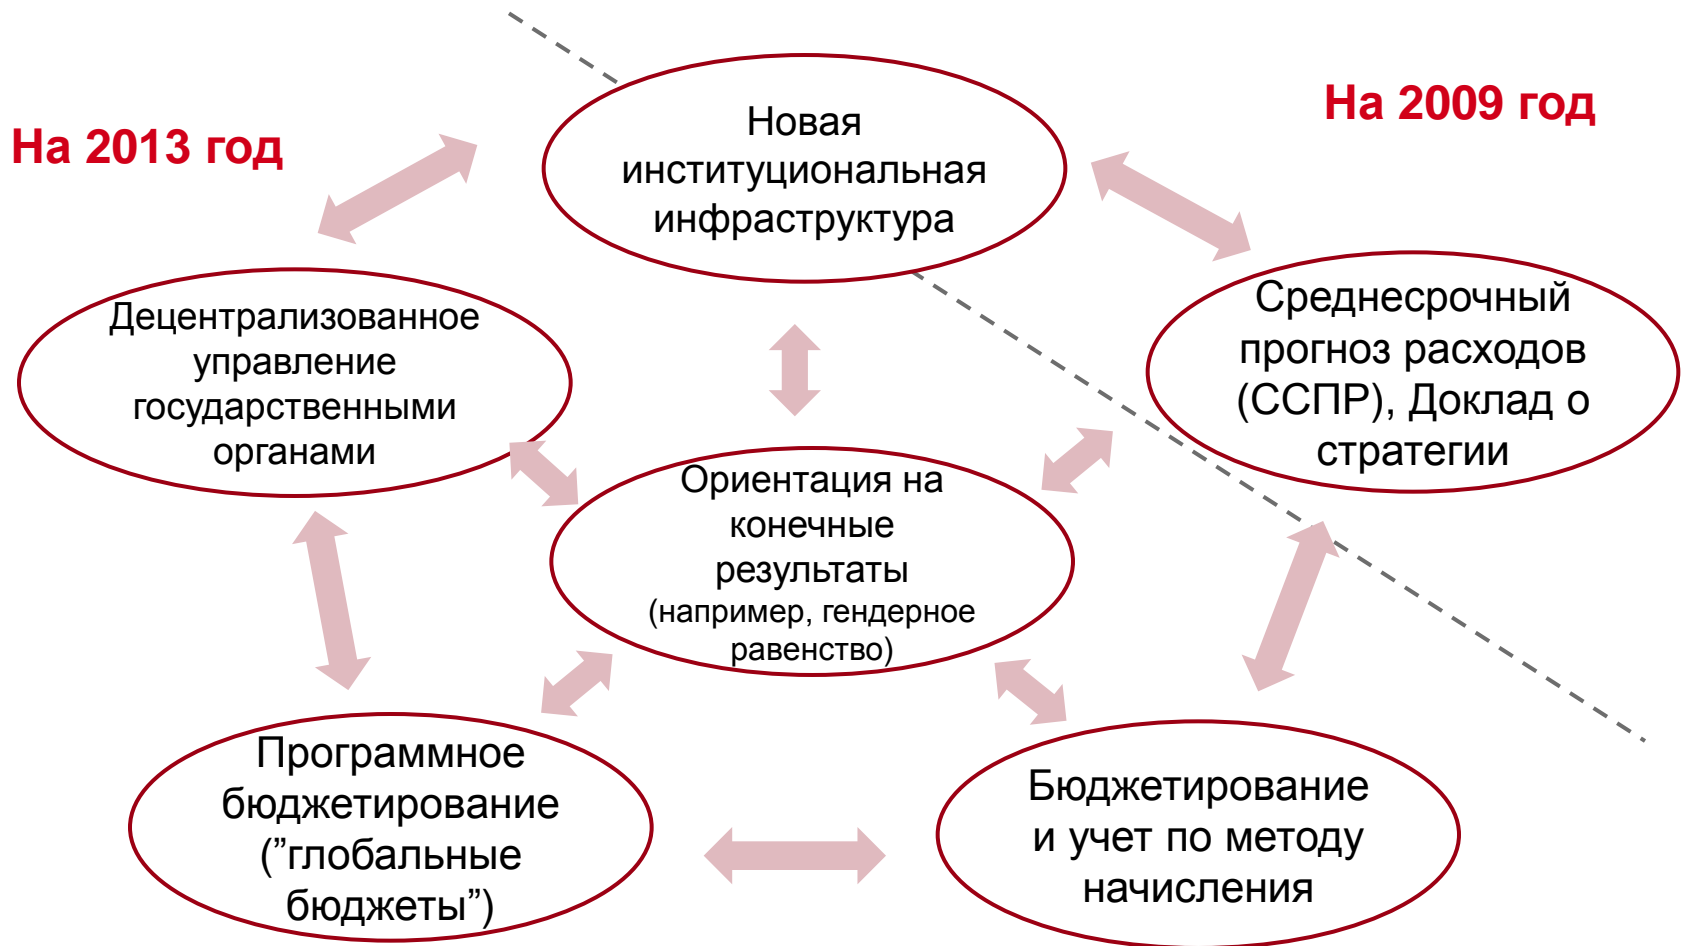 На 2013 год
На 2009 год
Новая
институциональная
инфраструктура
Децентрализованное
управление
государственными
органами
Среднесрочный
прогноз расходов
(ССПР), Доклад о
стратегии
Ориентация на
конечные
результаты
(например, гендерное
равенство)
Программное
бюджетирование
(”глобальные
бюджеты”)
Бюджетирование
и учет по методу
начисления